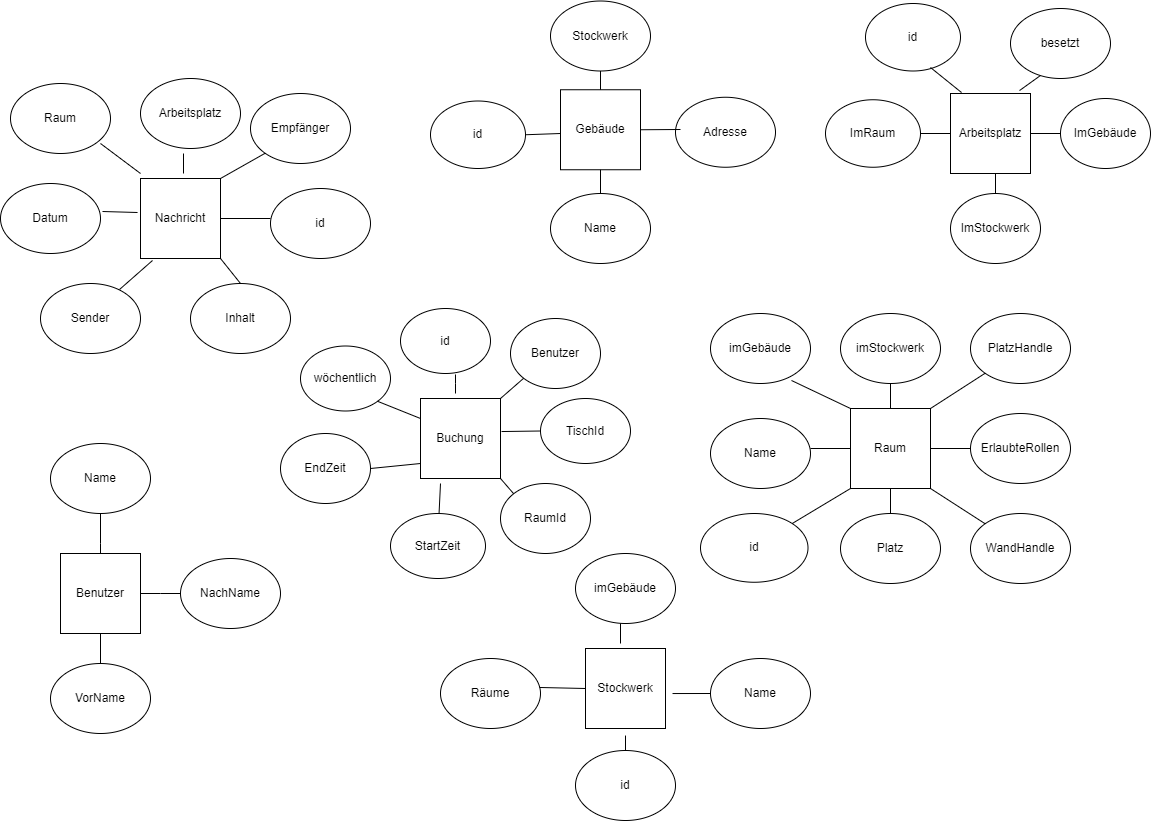 Stockwerk
id
Gebäude
Adresse
Name
id
besetzt
ImRaum
Arbeitsplatz
ImGebäude
ImStockwerk
Raum
Arbeitsplatz
Empfänger
Datum
Nachricht
id
Sender
Inhalt
id
Benutzer
wöchentlich
Buchung
TischId
EndZeit
RaumId
StartZeit
imGebäude
imStockwerk
PlatzHandle
Name
Raum
ErlaubteRollen
id
Platz
WandHandle
Name
Benutzer
NachName
VorName
imGebäude
Räume
Stockwerk
Name
id